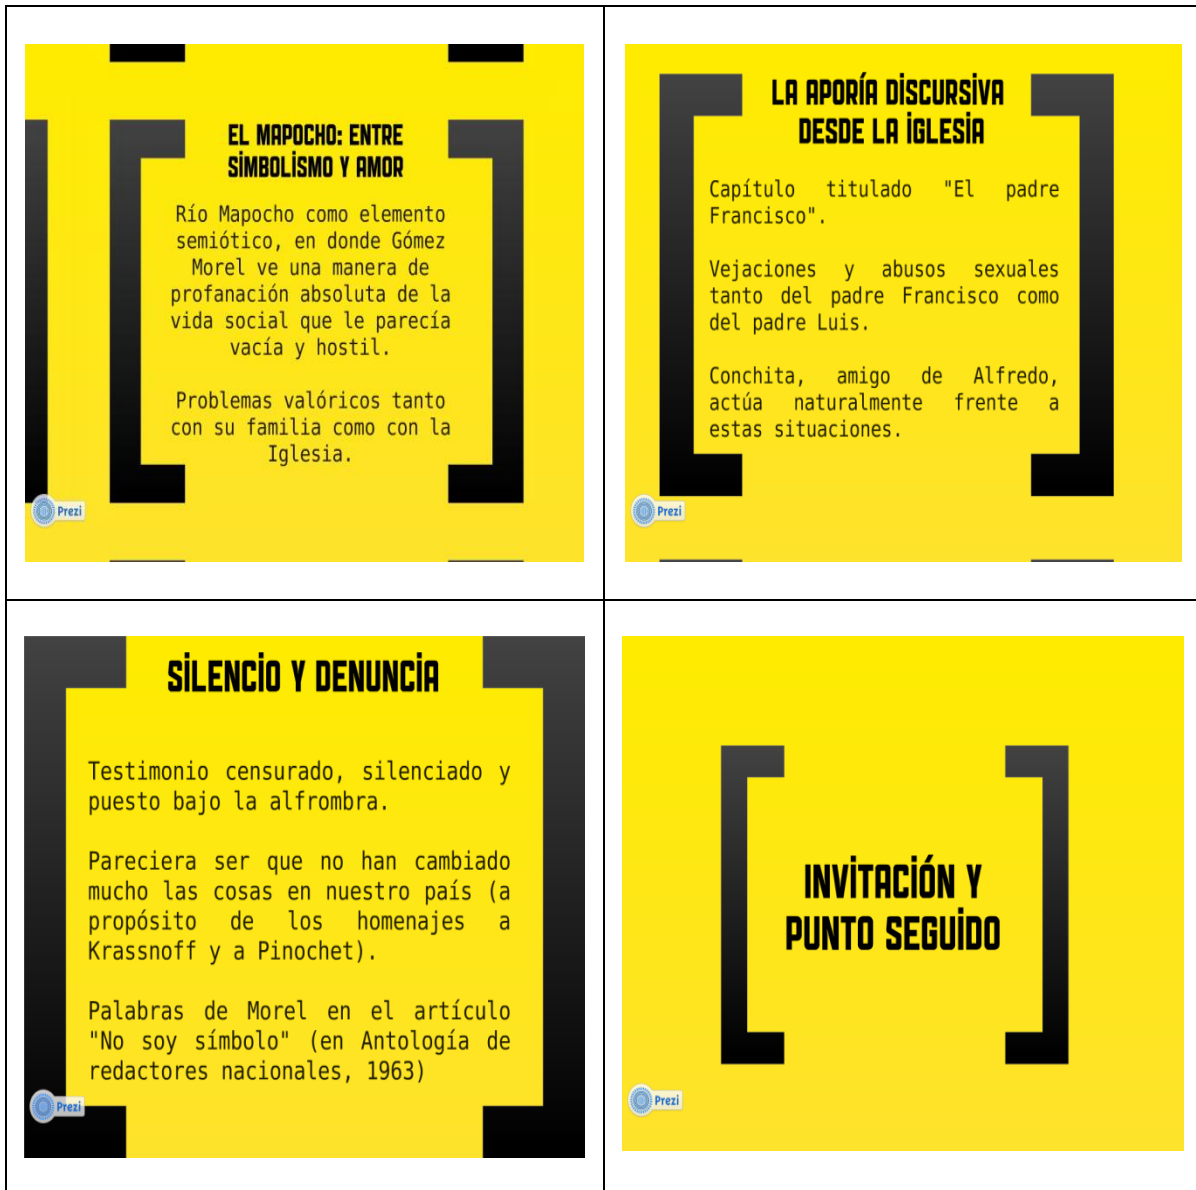 EL MAPOCHO: ENTRE
SIMBOLISMO Y AMOR
Río Mapocho como elemento
semiótico, en donde Gómez
Morel ve una manera de
profanación absoluta de la
vida social que le parecía
vacía y hostil.
Problemas valóricos tanto
con su familia como con la
Iglesia.
Prezi
LA APORÍA DISCURSIVA
DESDE LA IGLESIA
Capítulo titulado "El padre
Francisco".
Vejaciones y abusos sexuales
tanto del padre Francisco como
del padre Luis.
Conchita, amigo de Alfredo,
actúa naturalmente frente a
estas situaciones.
Prezi
SILENCIO Y DENUNCIA
Testimonio censurado, silenciado y
puesto bajo la alfrombra.
Pareciera ser que no han cambiado
mucho las cosas en nuestro país (a
propósito de los homenajes a
Krassnoff y a Pinochet).
Palabras de Morel en el artículo
"No soy símbolo" (en Antología de
redactores nacionales, 1963)
Prezi
INVITACIÓN Y
PUNTO SEGUIDO
Prezi